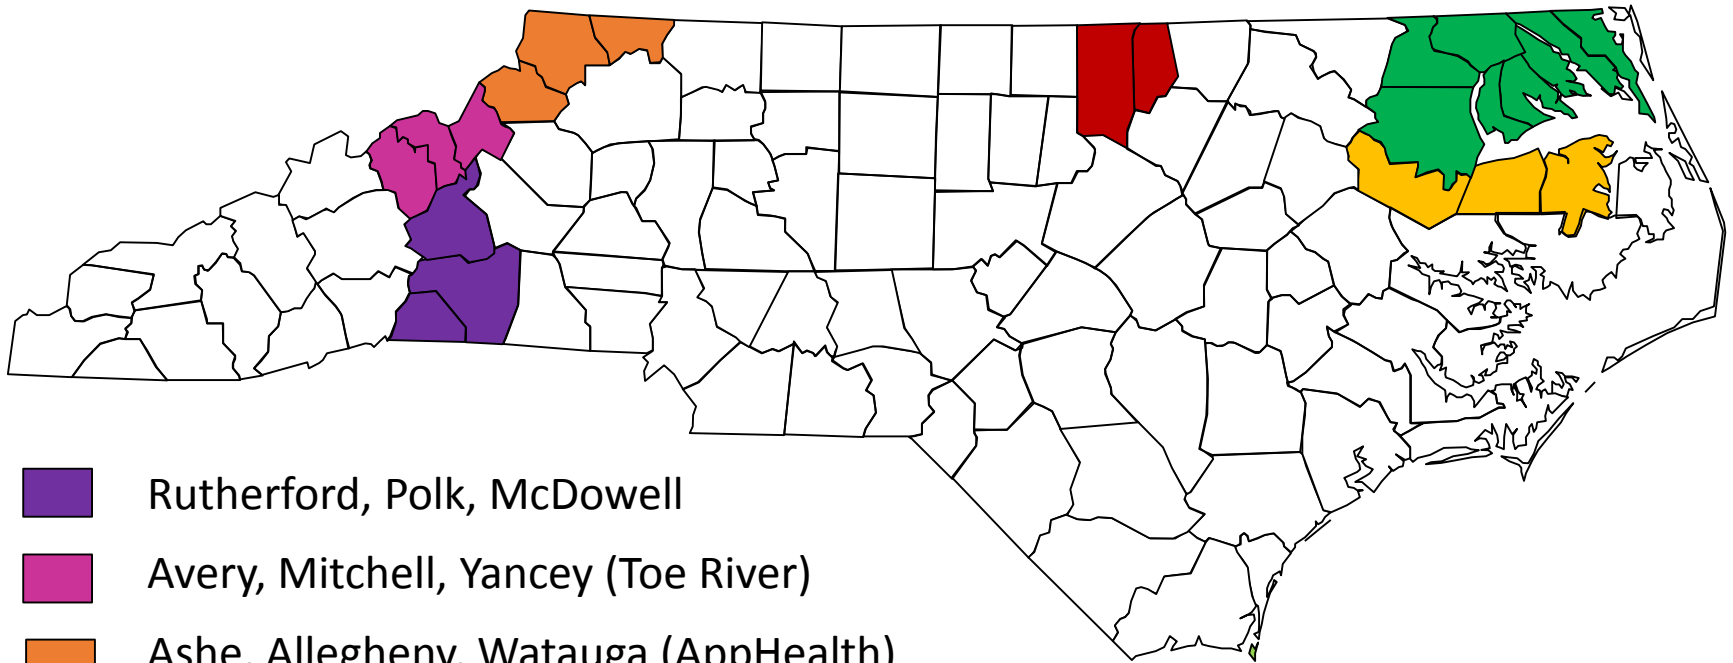 Rutherford, Polk, McDowell
Avery, Mitchell, Yancey (Toe River)
Ashe, Allegheny, Watauga (AppHealth)